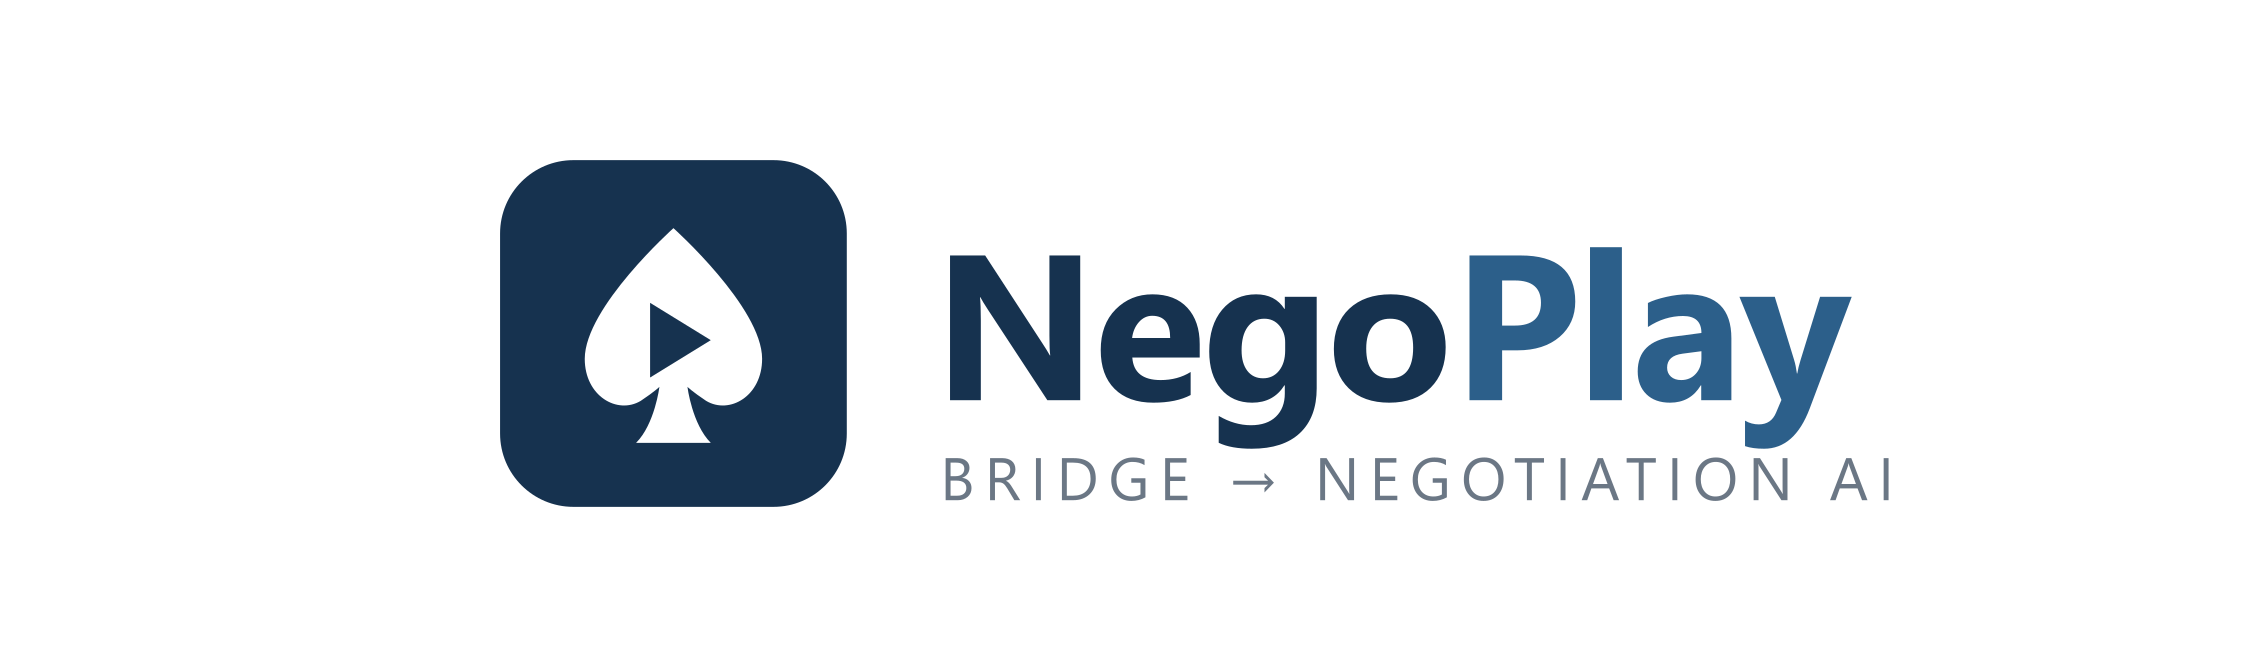 NegoPlay
BRIDGE → NEGOTIATION AI